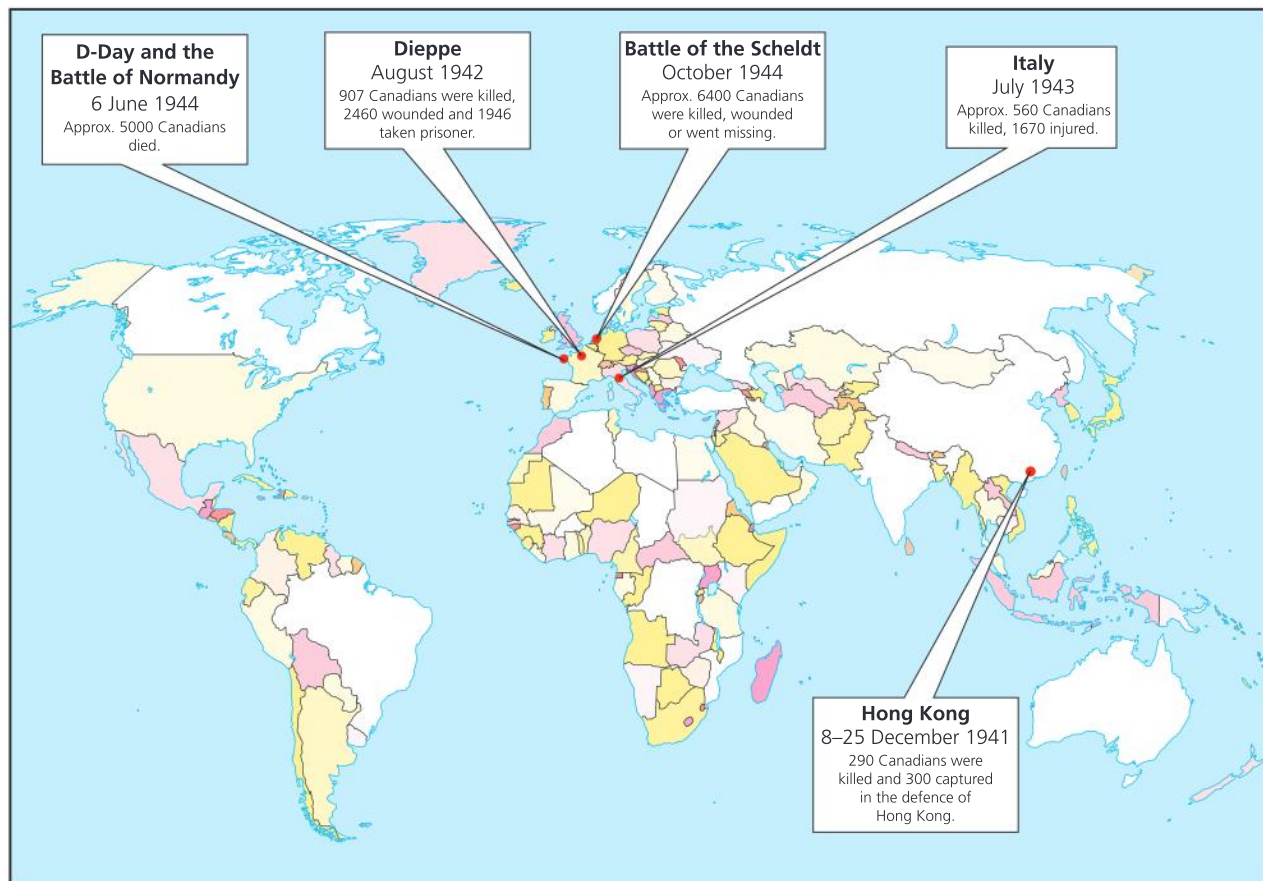 D-Day and the
Battle of Normandy
6 June 1944
Approx. 5000 Canadians
died.
Dieppe
August 1942
907 Canadians were killed,
2460 wounded and 1946
taken prisoner.
Battle of the Scheldt
October 1944
Approx. 6400 Canadians
were killed, wounded
or went missing.
Italy
July 1943
Approx. 560 Canadians
killed, 1670 injured.
Hong Kong
8–25 December 1941
290 Canadians were
killed and 300 captured
in the defence of
Hong Kong.